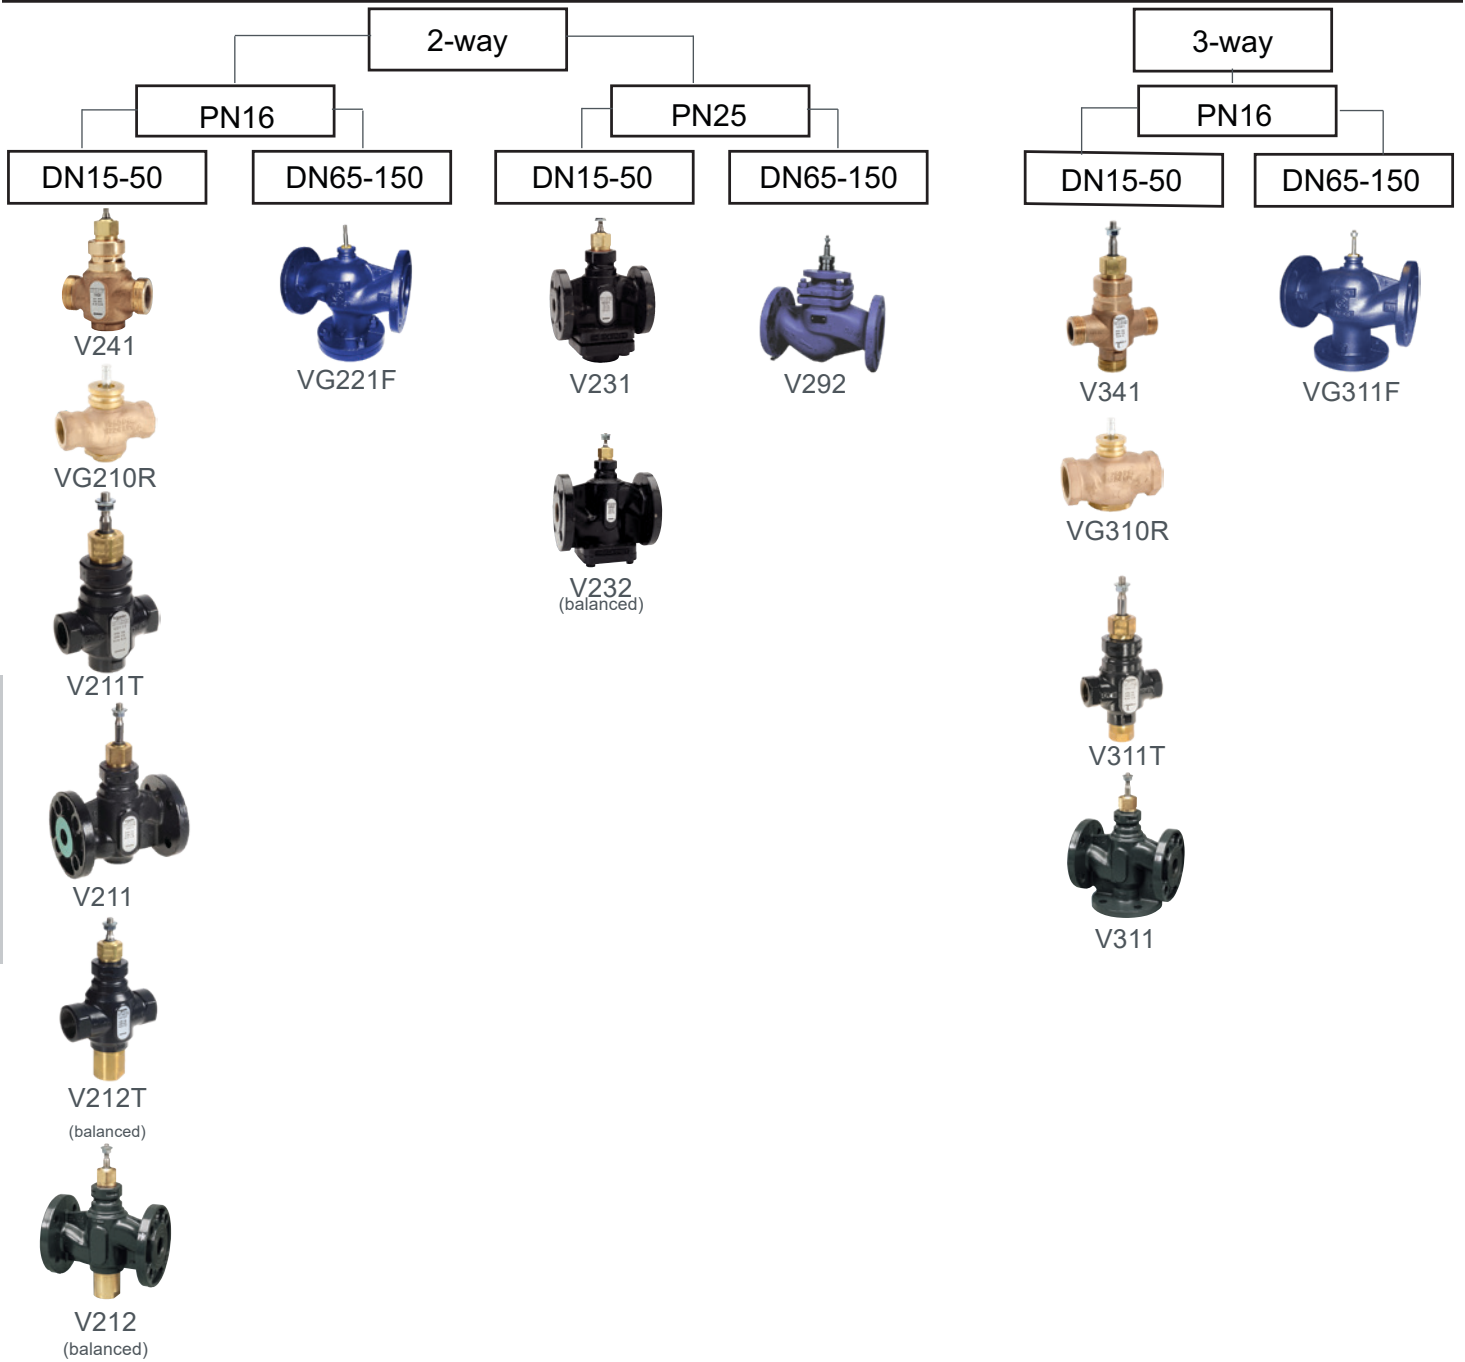 2-way
3-way
PN16
PN25
PN16
DN15-50
DN65-150
DN15-50
DN65-150
DN15-50
DN65-150
V241
VG210R
V211T
V211
V212T
(balanced)
V212
(balanced)
VG221F
V231
V232
(balanced)
V292
V341
VG310R
V311T
V311
VG311F